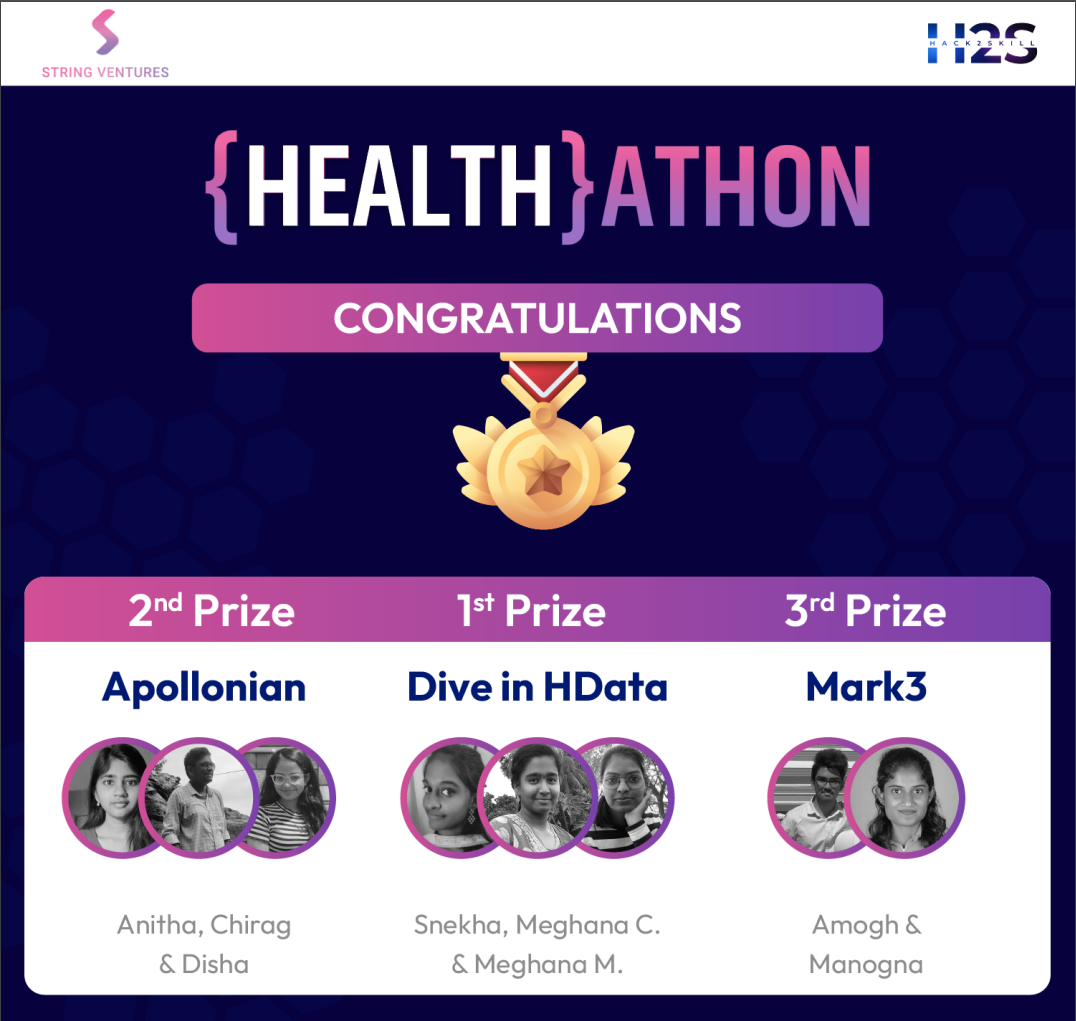 STRING VENTURES
H2S
HACK2SKILL
{HEALTH}ATHON
CONGRATULATIONS
2nd Prize
Apollonian
Anitha, Chirag
& Disha
1st Prize
Dive in HData
Snekha, Meghana C.
& Meghana M.
3rd Prize
Mark3
Amogh &
Manogna